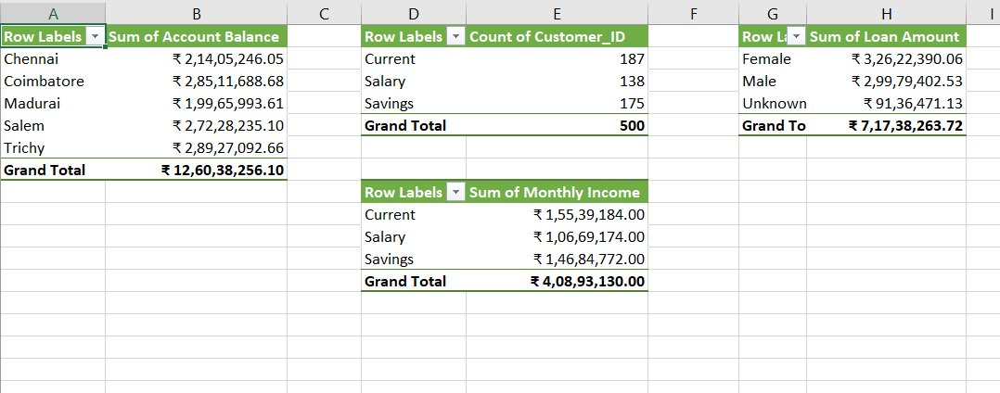 A B C D E F G H I
Row Labels Sum of Account Balance Row Labels Count of Customer_ID Row La Sum of Loan Amount
Chennai ₹ 2,14,05,246.05 Current 187 Female ₹ 3,26,22,390.06
Coimbatore ₹ 2,85,11,688.68 Salary 138 Male ₹ 2,99,79,402.53
Madurai ₹ 1,99,65,993.61 Savings 175 Unknown ₹ 91,36,471.13
Salem ₹ 2,72,28,235.10 Grand Total 500 Grand To ₹ 7,17,38,263.72
Trichy ₹ 2,89,27,092.66
Grand Total ₹ 12,60,38,256.10
Row Labels Sum of Monthly Income
Current ₹ 1,55,39,184.00
Salary ₹ 1,06,69,174.00
Savings ₹ 1,46,84,772.00
Grand Total ₹ 4,08,93,130.00